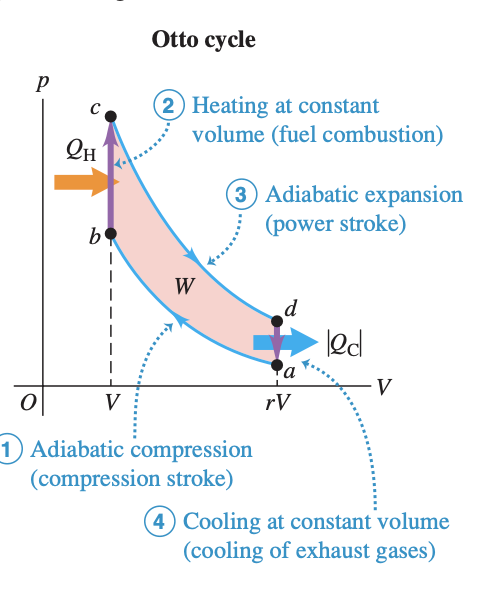 Otto cycle
p
c
2 Heating at constant
volume (fuel combustion)
QH
3 Adiabatic expansion
(power stroke)
b
W
d
|QC|
a
O
V
rV
V
1 Adiabatic compression
(compression stroke)
4 Cooling at constant volume
(cooling of exhaust gases)